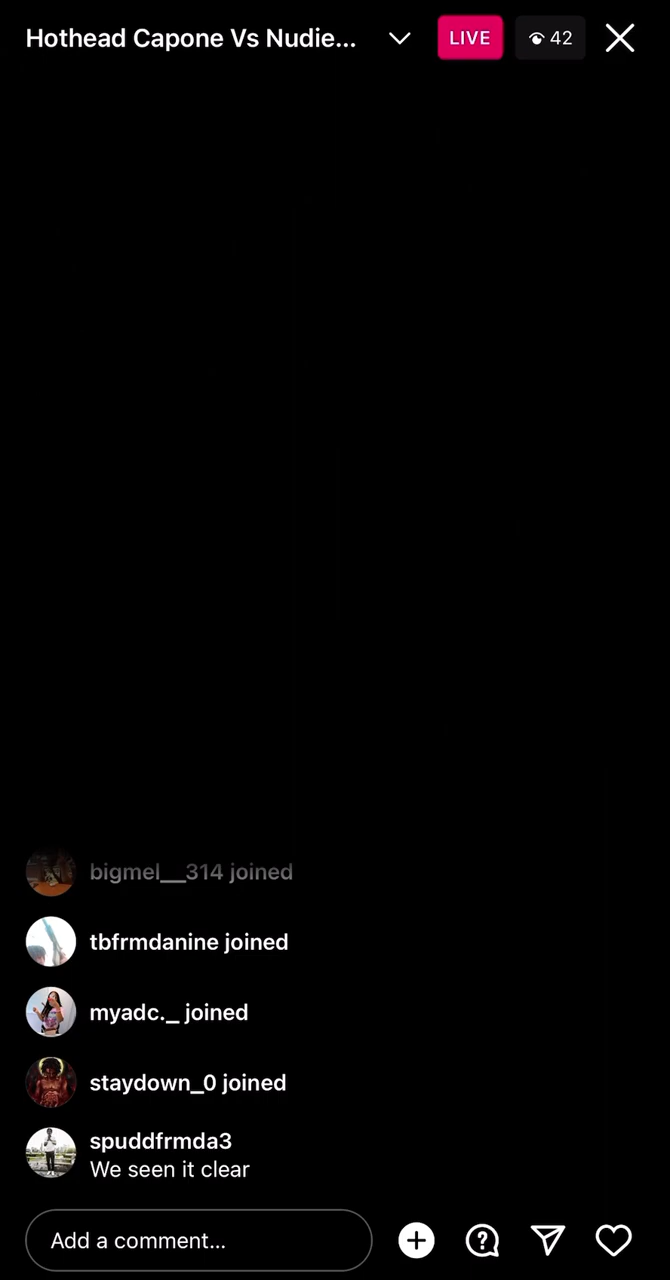 Hothead Capone Vs Nudie...
LIVE
42
bigmel__314 joined
tbfrmdanine joined
myadc._ joined
staydown_0 joined
spuddfrmda3
We seen it clear
Add a comment...